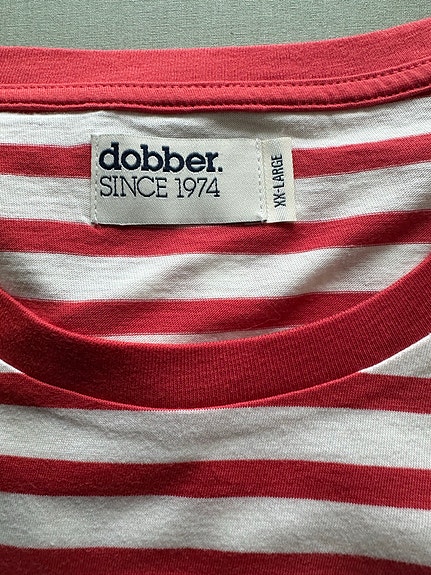 dobber.
SINCE 1974
XX-LARGE